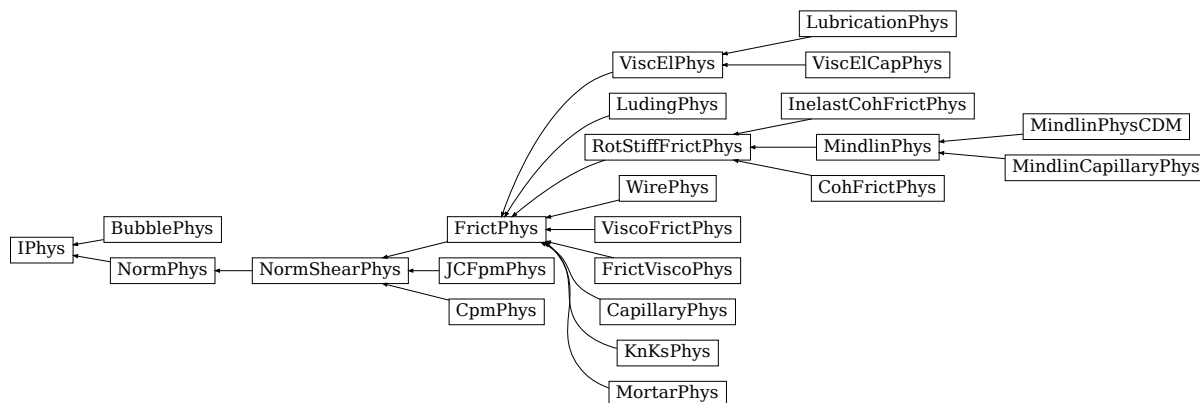 LubricationPhys
ViscElPhys
ViscElCapPhys
LudingPhys
InelastCohFrictPhys
MindlinPhysCDM
RotStiffFrictPhys
MindlinPhys
MindlinCapillaryPhys
WirePhys
CohFrictPhys
BubblePhys
FrictPhys
ViscoFrictPhys
IPhys
NormPhys
NormShearPhys
JCFpmPhys
FrictViscoPhys
CpmPhys
CapillaryPhys
KnKsPhys
MortarPhys